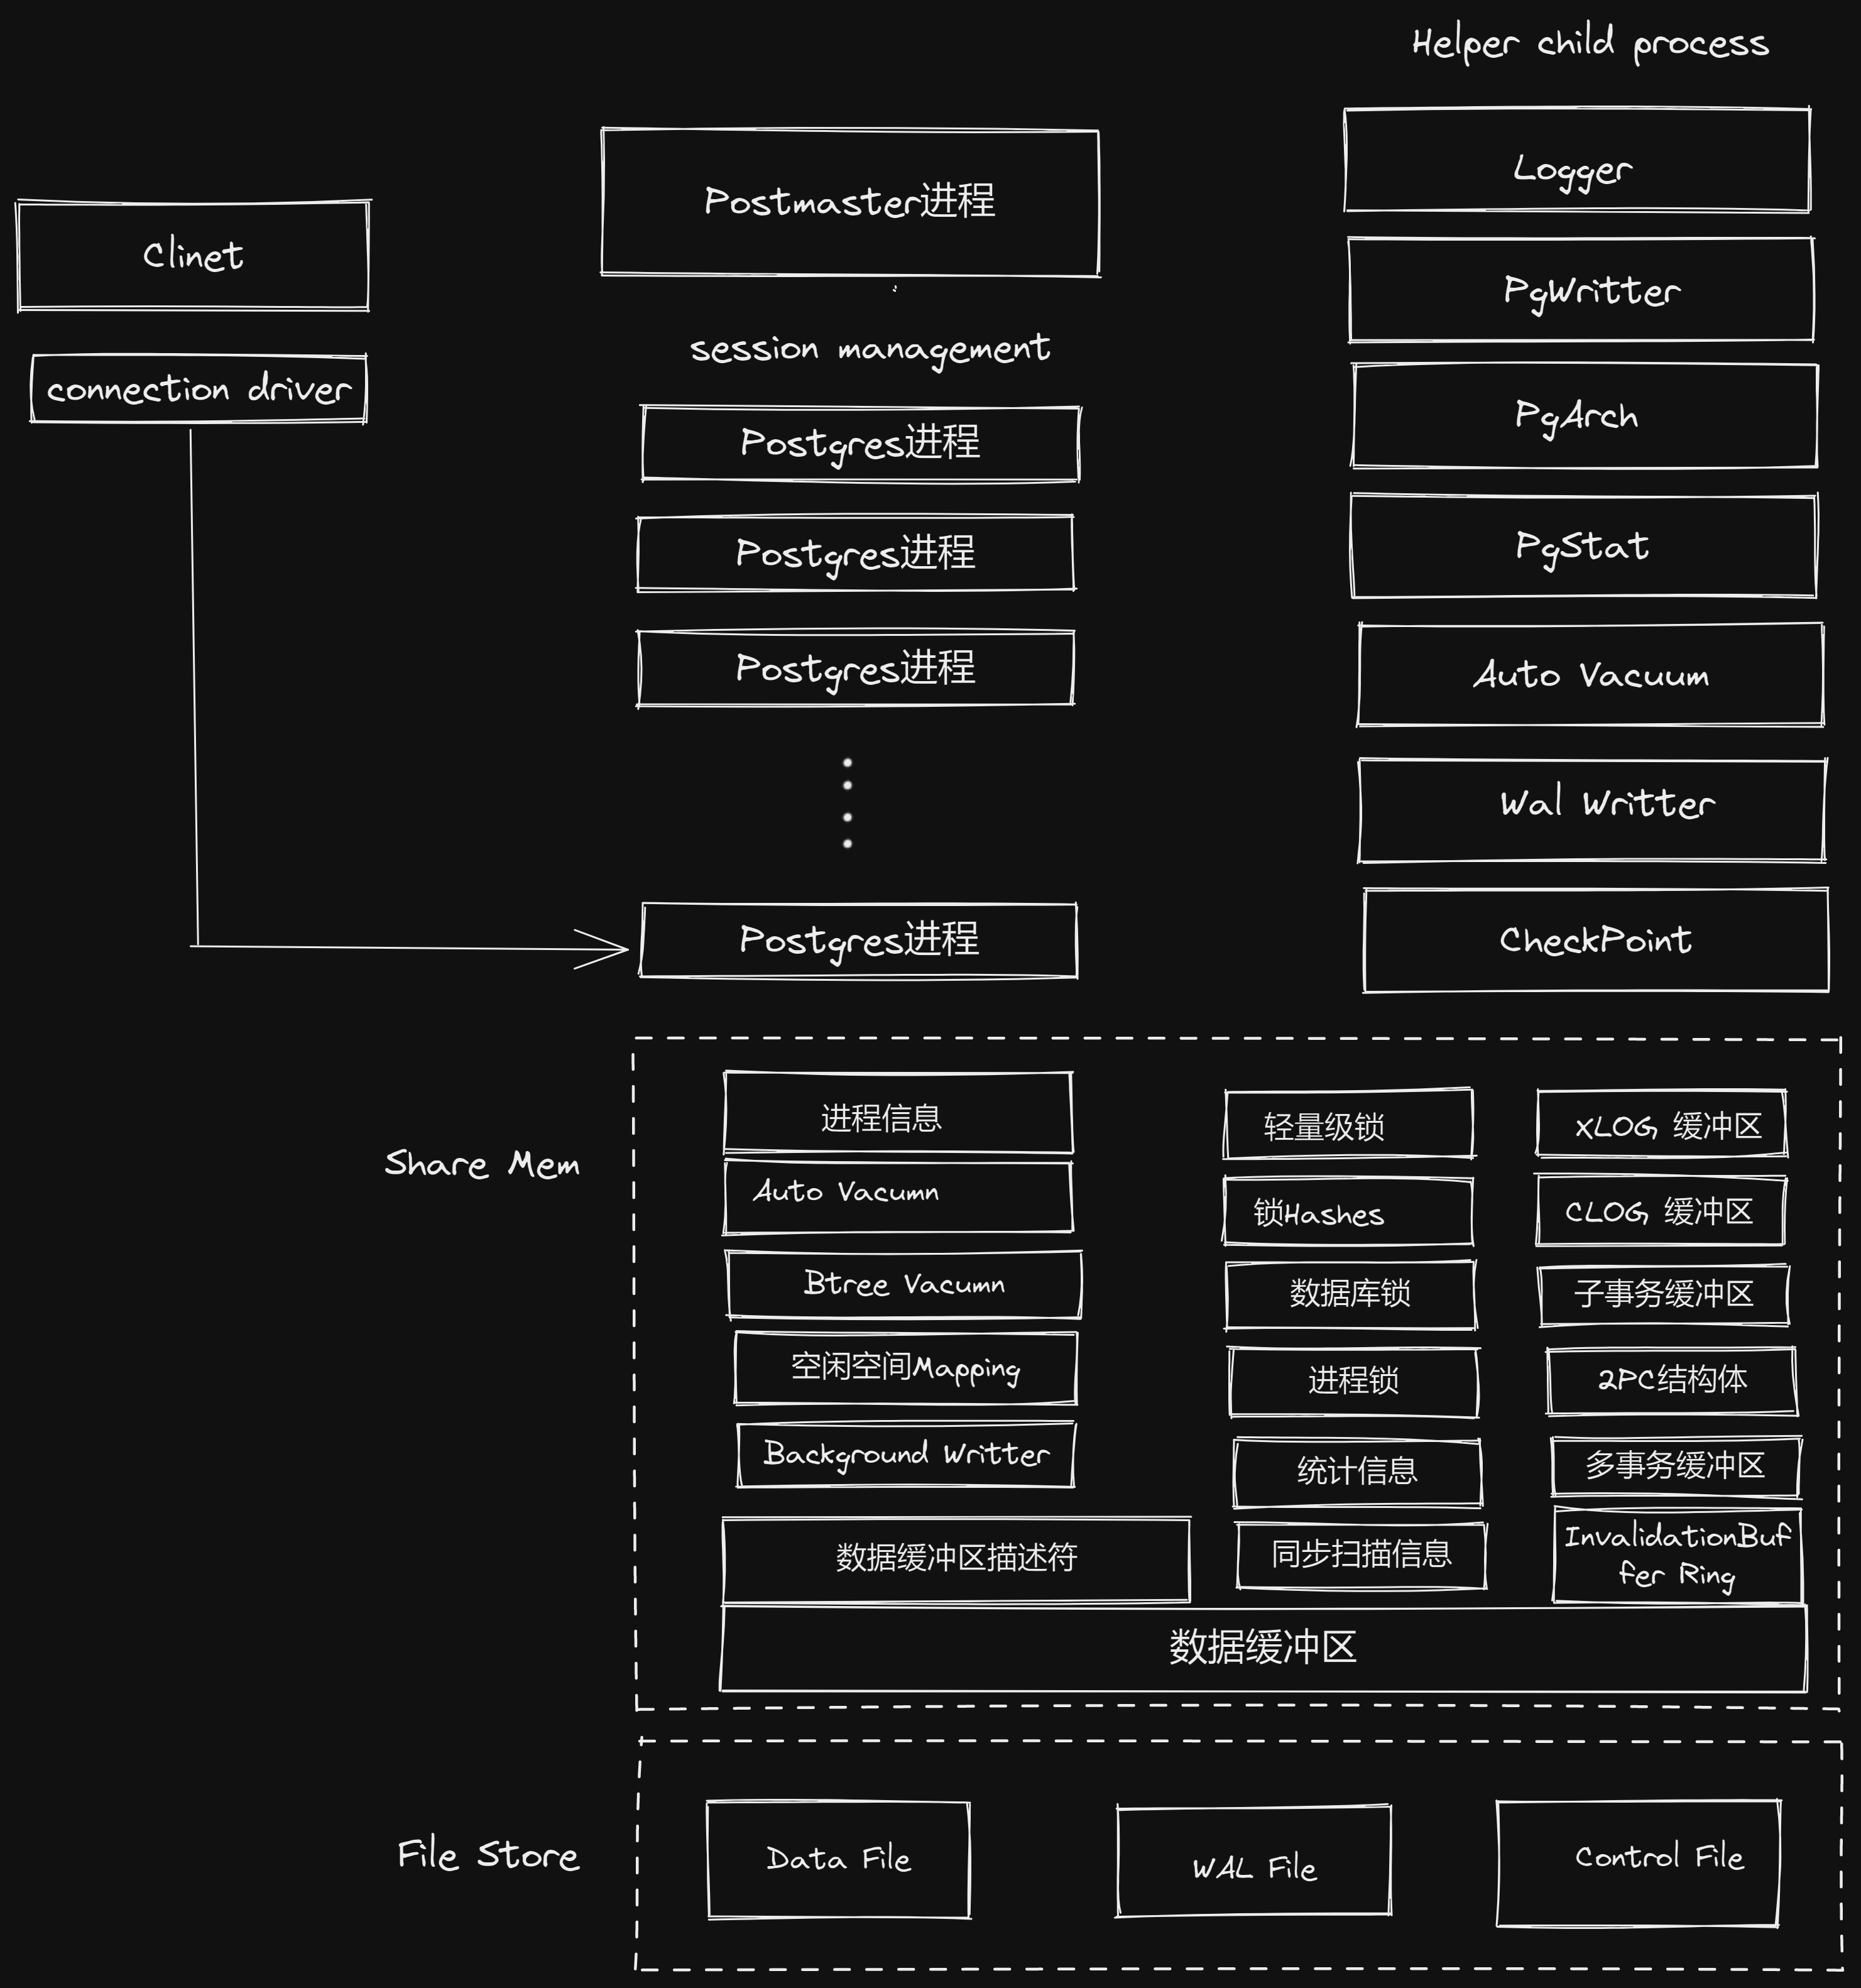 Helper child process
Clinet
connection driver
Postmaster进程
session management
Postgres进程
Postgres进程
Postgres进程
Postgres进程
Logger
PgWritter
PgArch
PgStat
Auto Vacuum
Wal Writter
CheckPoint
Share Mem
进程信息
Auto Vacumn
Btree Vacumn
空闲空间Mapping
Background Writter
数据缓冲区描述符
轻量级锁
锁Hashes
数据库锁
进程锁
统计信息
同步扫描信息
XLOG 缓冲区
CLOG 缓冲区
子事务缓冲区
2PC结构体
多事务缓冲区
InvalidationBuf
fer Ring
数据缓冲区
File Store
Data File
WAL File
Control File